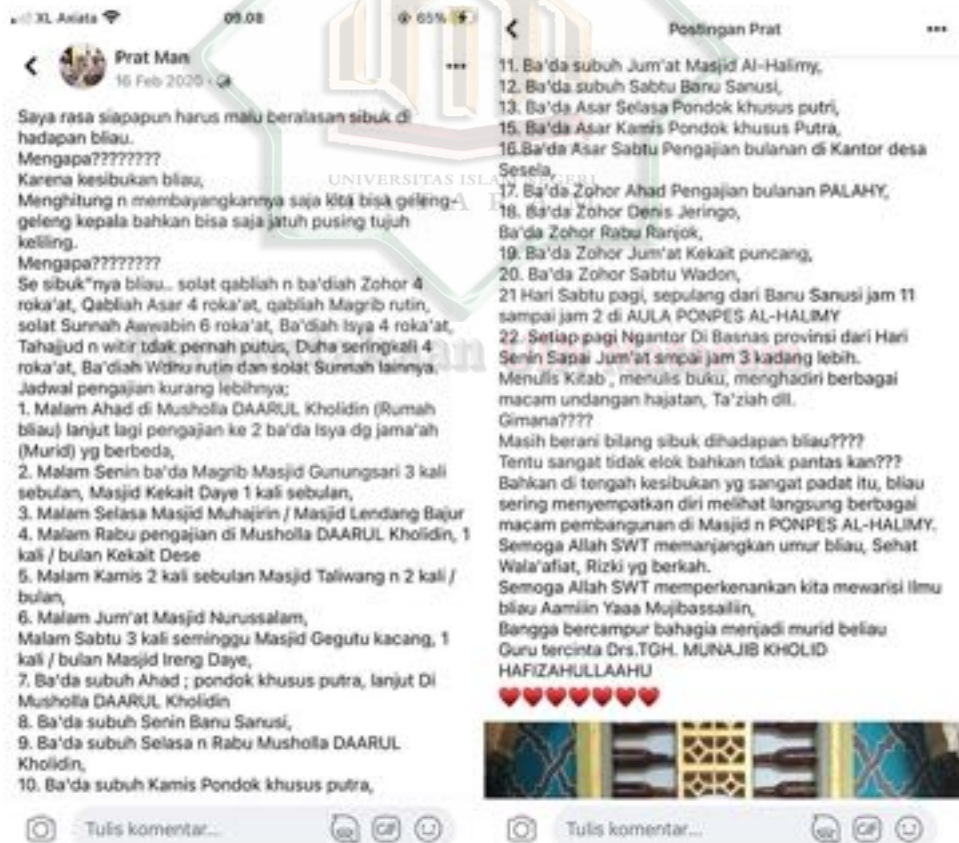 XL Axiata 09.08 65%
Prat Man
16 Feb 2020
Saya rasa siapapun harus malu beralasan sibuk di
hadapan bliau.
Mengapa????????
Karena kesibukan bliau,
Menghitung n membayangkannya saja kita bisa geleng-
geleng kepala bahkan bisa saja jatuh pusing tujuh
keliling.
Mengapa????????
Se sibuk"nya bliau.. solat qabliah n ba'diah Zohor 4
roka'at, Qabliah Asar 4 roka'at, qabliah Magrib rutin,
solat Sunnah Awwabin 6 roka'at, Ba'diah Isya 4 roka'at,
Tahajjud n witir tdak pernah putus, Duha seringkali 4
roka'at, Ba'diah Wdhu rutin dan solat Sunnah lainnya.
Jadwal pengajian kurang lebihnya;
1. Malam Ahad di Musholla DAARUL Kholidin (Rumah
bliau) lanjut lagi pengajian ke 2 ba'da Isya dg jama'ah
(Murid) yg berbeda,
2. Malam Senin ba'da Magrib Masjid Gunungsari 3 kali
sebulan, Masjid Kekait Daye 1 kali sebulan,
3. Malam Selasa Masjid Muhajirin / Masjid Lendang Bajur
4. Malam Rabu pengajian di Musholla DAARUL Kholidin, 1
kali / bulan Kekait Dese
5. Malam Kamis 2 kali sebulan Masjid Taliwang n 2 kali /
bulan,
6. Malam Jum'at Masjid Nurussalam,
Malam Sabtu 3 kali seminggu Masjid Gegutu kacang, 1
kali / bulan Masjid Ireng Daye,
7. Ba'da subuh Ahad ; pondok khusus putra, lanjut Di
Musholla DAARUL Kholidin
8. Ba'da subuh Senin Banu Sanusi,
9. Ba'da subuh Selasa n Rabu Musholla DAARUL
Kholidin,
10. Ba'da subuh Kamis Pondok khusus putra,
Tulis komentar...
GIF
Postingan Prat
11. Ba'da subuh Jum'at Masjid Al-Halimy,
12. Ba'da subuh Sabtu Banu Sanusi,
13. Ba'da Asar Selasa Pondok khusus putri,
15. Ba'da Asar Kamis Pondok khusus Putra,
16.Ba'da Asar Sabtu Pengajian bulanan di Kantor desa
Sesela,
17. Ba'da Zohor Ahad Pengajian bulanan PALAHY,
18. Ba'da Zohor Denis Jeringo,
Ba'da Zohor Rabu Ranjok,
19. Ba'da Zohor Jum'at Kekait puncang,
20. Ba'da Zohor Sabtu Wadon,
21 Hari Sabtu pagi, sepulang dari Banu Sanusi jam 11
sampai jam 2 di AULA PONPES AL-HALIMY
22. Setiap pagi Ngantor Di Basnas provinsi dari Hari
Senin Sapai Jum'at smpai jam 3 kadang lebih.
Menulis Kitab , menulis buku, menghadiri berbagai
macam undangan hajatan, Ta'ziah dll.
Gimana????
Masih berani bilang sibuk dihadapan bliau????
Tentu sangat tidak elok bahkan tdak pantas kan???
Bahkan di tengah kesibukan yg sangat padat itu, bliau
sering menyempatkan diri melihat langsung berbagai
macam pembangunan di Masjid n PONPES AL-HALIMY.
Semoga Allah SWT memanjangkan umur bliau, Sehat
Wala'afiat, Rizki yg berkah.
Semoga Allah SWT memperkenankan kita mewarisi Ilmu
bliau Aamiiin Yaaa Mujibassailiin,
Bangga bercampur bahagia menjadi murid beliau
Guru tercinta Drs.TGH. MUNAJIB KHOLID
HAFIZAHULLAAHU
Tulis komentar...
GIF
UNIVERSITAS ISLAM NEGERI